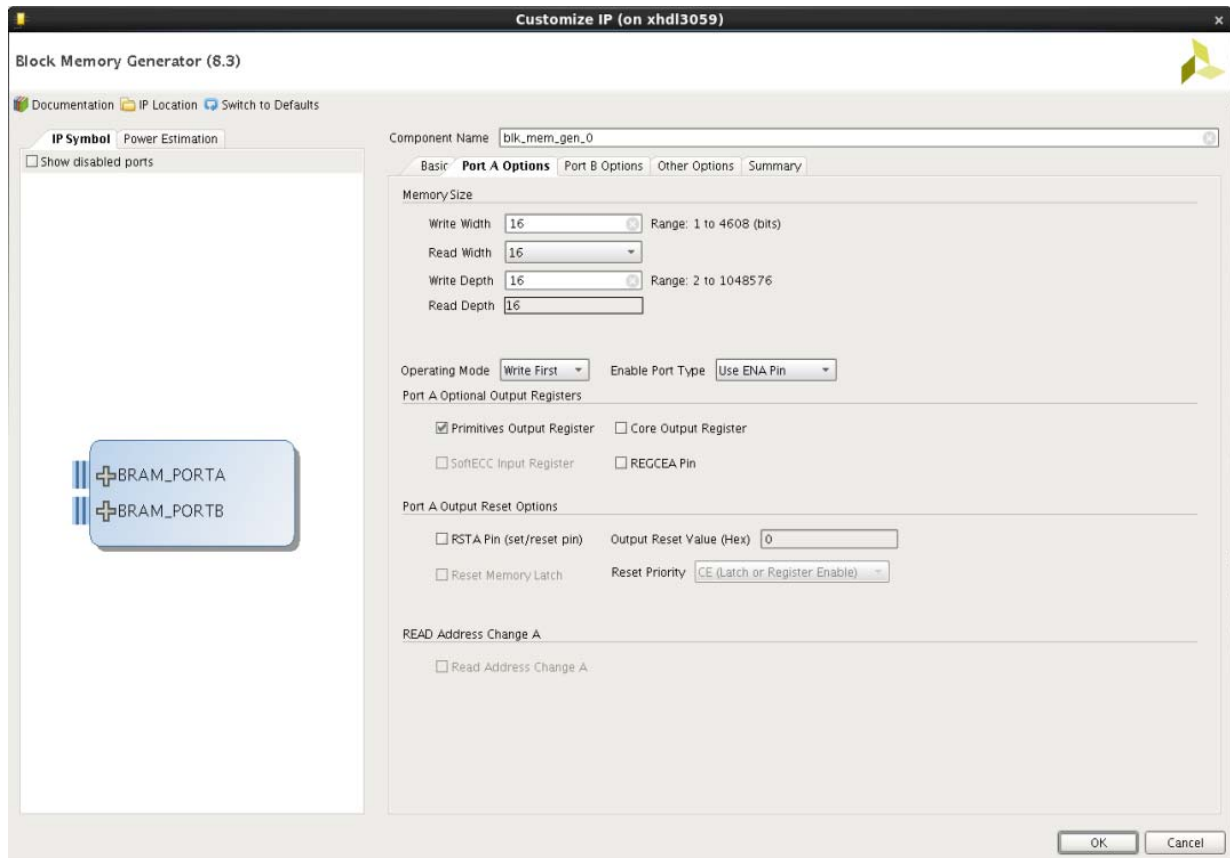 Customize IP (on xhdl3059)
Block Memory Generator (8.3)
Documentation IP Location Switch to Defaults
IP Symbol Power Estimation
Show disabled ports
BRAM_PORTA
BRAM_PORTB
Component Name blk_mem_gen_0
Basic Port A Options Port B Options Other Options Summary
Memory Size
Write Width 16 Range: 1 to 4608 (bits)
Read Width 16
Write Depth 16 Range: 2 to 1048576
Read Depth 16
Operating Mode Write First Enable Port Type Use ENA Pin
Port A Optional Output Registers
Primitives Output Register Core Output Register
SoftECC Input Register REGCEA Pin
Port A Output Reset Options
RSTA Pin (set/reset pin) Output Reset Value (Hex) 0
Reset Memory Latch Reset Priority CE (Latch or Register Enable)
READ Address Change A
Read Address Change A
OK Cancel